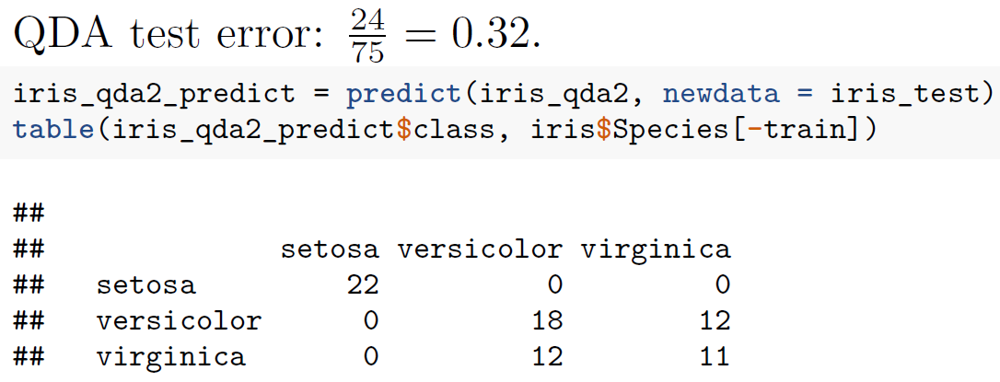 QDA test error: 24/75 = 0.32.
iris_qda2_predict = predict(iris_qda2, newdata = iris_test)
table(iris_qda2_predict$class, iris$Species[-train])
##
##              setosa versicolor virginica
##   setosa         22          0         0
##   versicolor      0         18        12
##   virginica       0         12        11